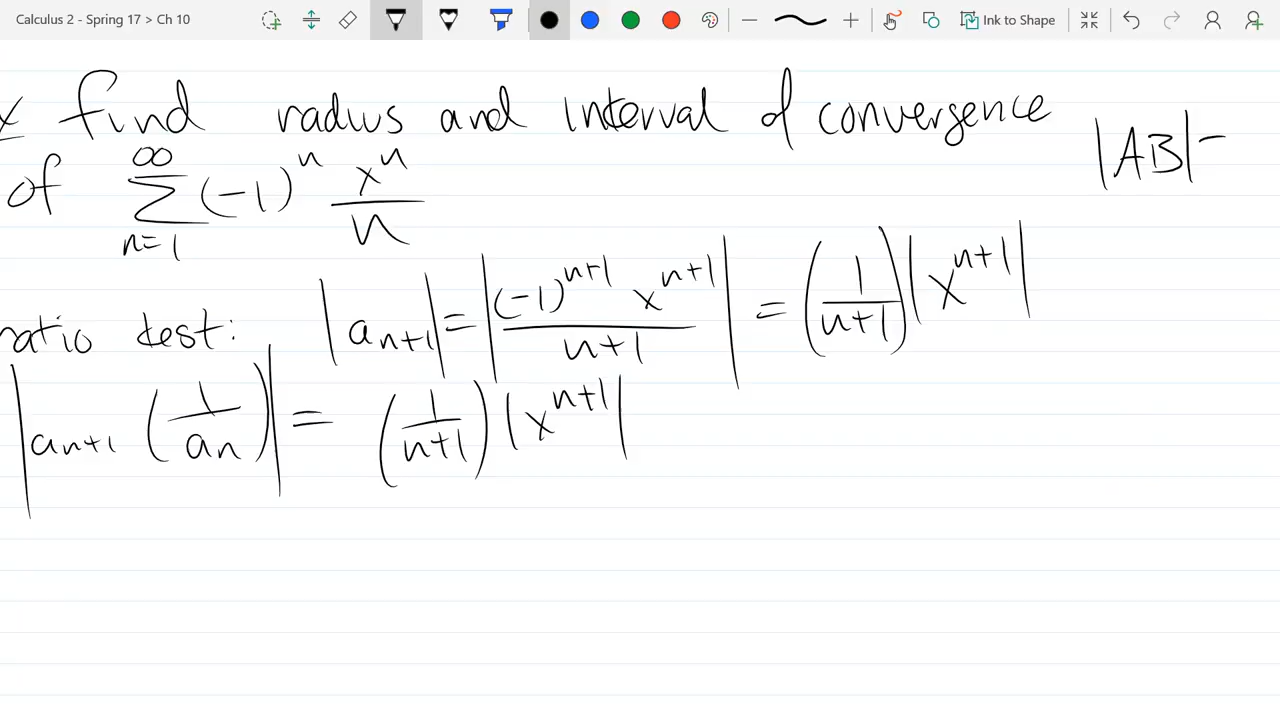 Calculus 2 - Spring 17 > Ch 10
Ink to Shape
Find radius and interval of convergence
|AB| =
of ∑_{n=1}^{∞} (-1)^n x^n/n
ratio test: |a_{n+1}| = |(-1)^{n+1} x^{n+1}/(n+1)| = (1/(n+1)) |x^{n+1}|
|a_{n+1} (1/a_n)| = (1/(n+1)) |x^{n+1}|